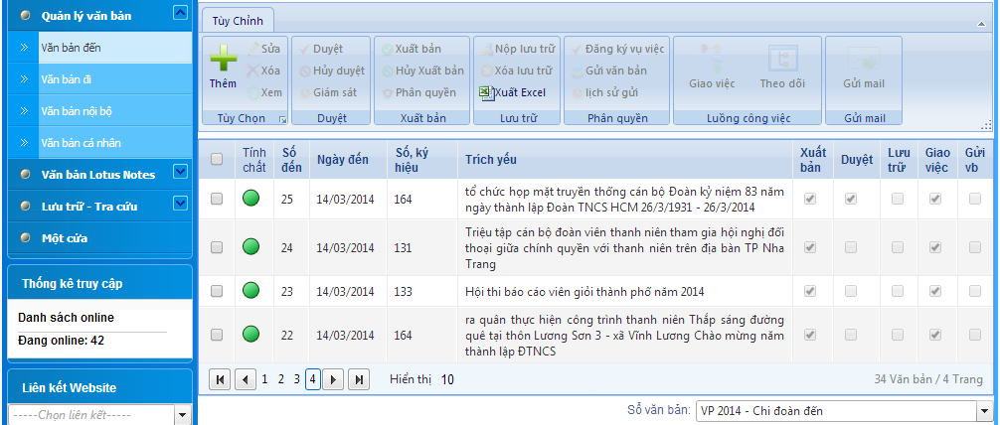 Quản lý văn bản
Văn bản đến
Văn bản đi
Văn bản nội bộ
Văn bản cá nhân
Văn bản Lotus Notes
Lưu trữ - Tra cứu
Một cửa
Thống kê truy cập
Danh sách online
Đang online: 42
Liên kết Website
-----Chọn liên kết-----
Tùy Chỉnh
Thêm
Sửa
Xóa
Xem
Tùy Chọn
Duyệt
Hủy duyệt
Giám sát
Duyệt
Xuất bản
Hủy Xuất bản
Phân quyền
Xuất bản
Nộp lưu trữ
Xóa lưu trữ
Xuất Excel
Lưu trữ
Đăng ký vụ việc
Gửi văn bản
lịch sử gửi
Phân quyền
Giao việc
Theo dõi
Luồng công việc
Gửi mail
Gửi mail
Tính chất
Số đến
Ngày đến
Số, ký hiệu
Trích yếu
Xuất bản
Duyệt
Lưu trữ
Giao việc
Gửi vb
25 14/03/2014 164
tổ chức họp mặt truyền thống cán bộ Đoàn kỷ niệm 83 năm
ngày thành lập Đoàn TNCS HCM 26/3/1931 - 26/3/2014
24 14/03/2014 131
Triệu tập cán bộ đoàn viên thanh niên tham gia hội nghị đối
thoại giữa chính quyền với thanh niên trên địa bàn TP Nha
Trang
23 14/03/2014 133 Hội thi báo cáo viên giỏi thành phố năm 2014
22 14/03/2014 164
ra quân thực hiện công trình thanh niên Thắp sáng đường
quê tại thôn Lương Sơn 3 - xã Vĩnh Lương Chào mừng năm
thành lập ĐTNCS
1 2 3 4 Hiển thị 10 34 Văn bản / 4 Trang
Sổ văn bản: VP 2014 - Chi đoàn đến